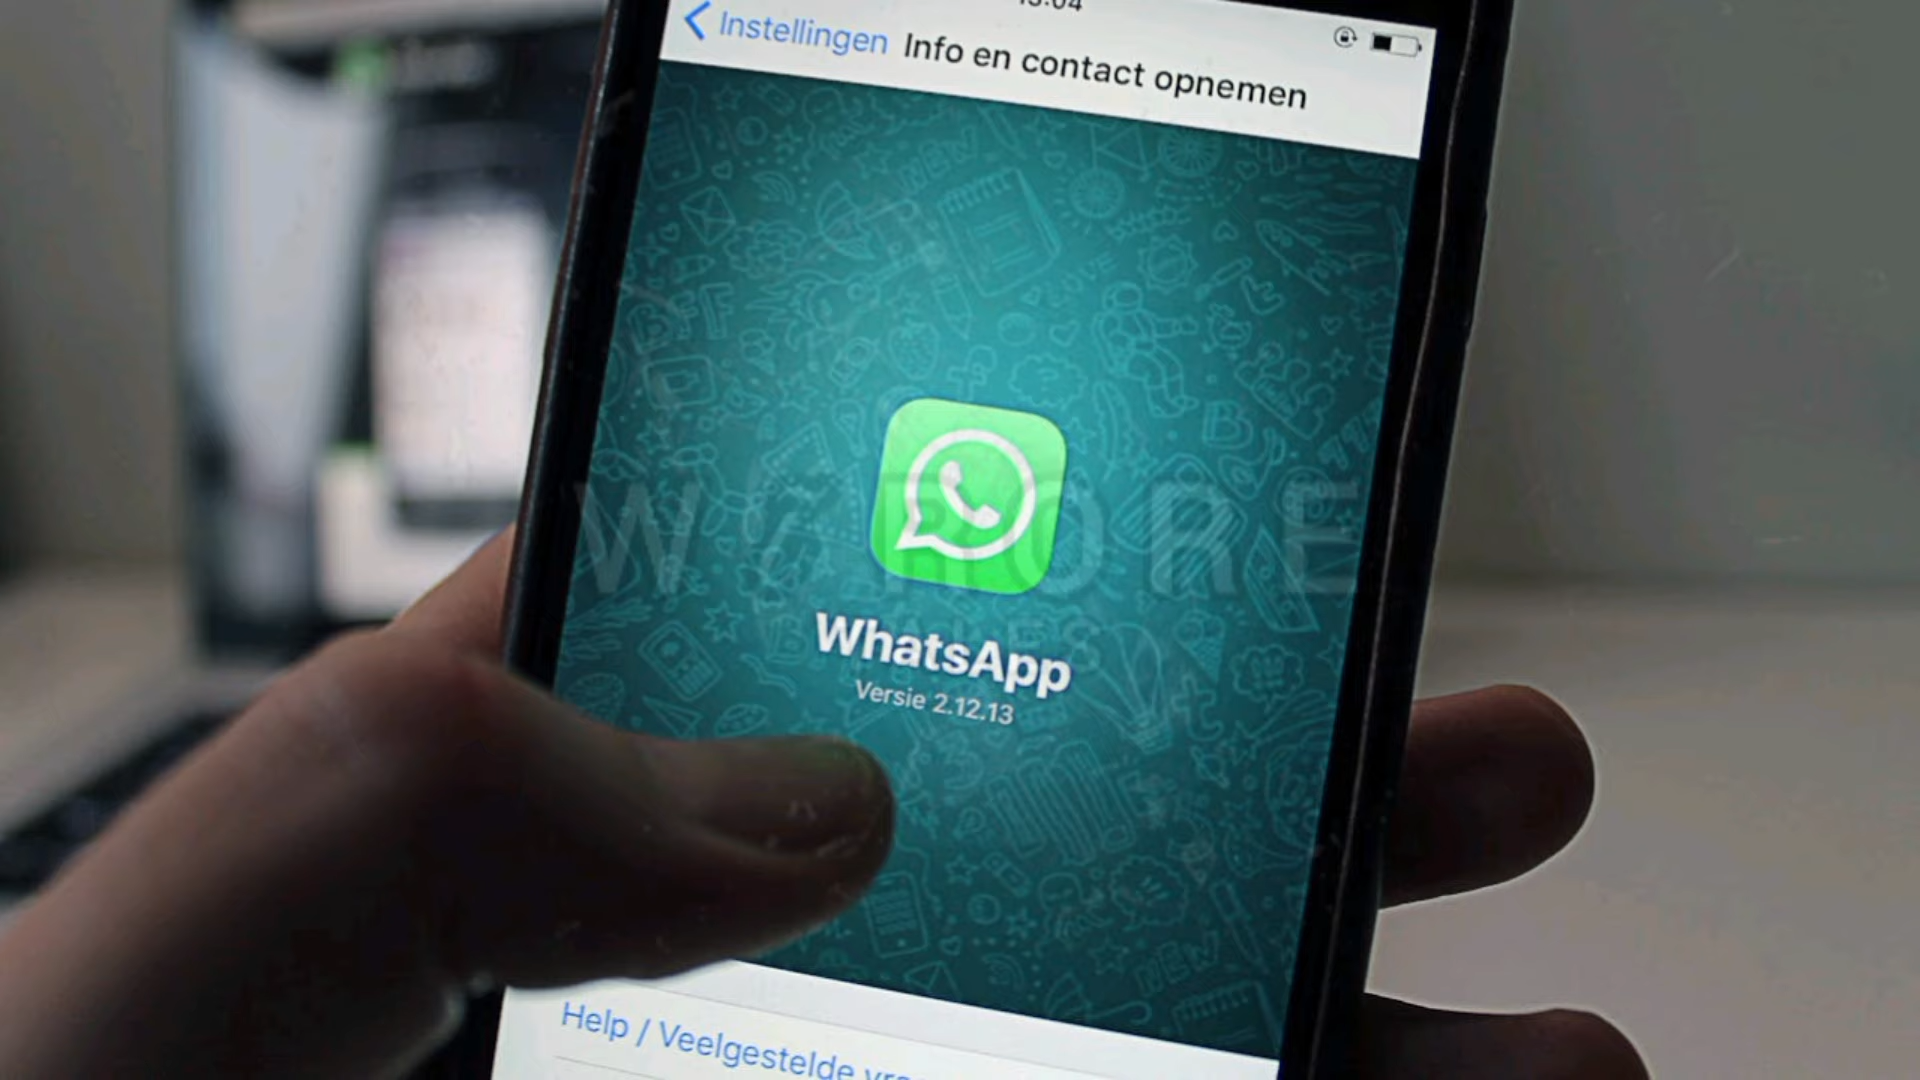 Instellingen Info en contact opnemen
WhatsApp
Versie 2.12.13
Help / Veelgestelde